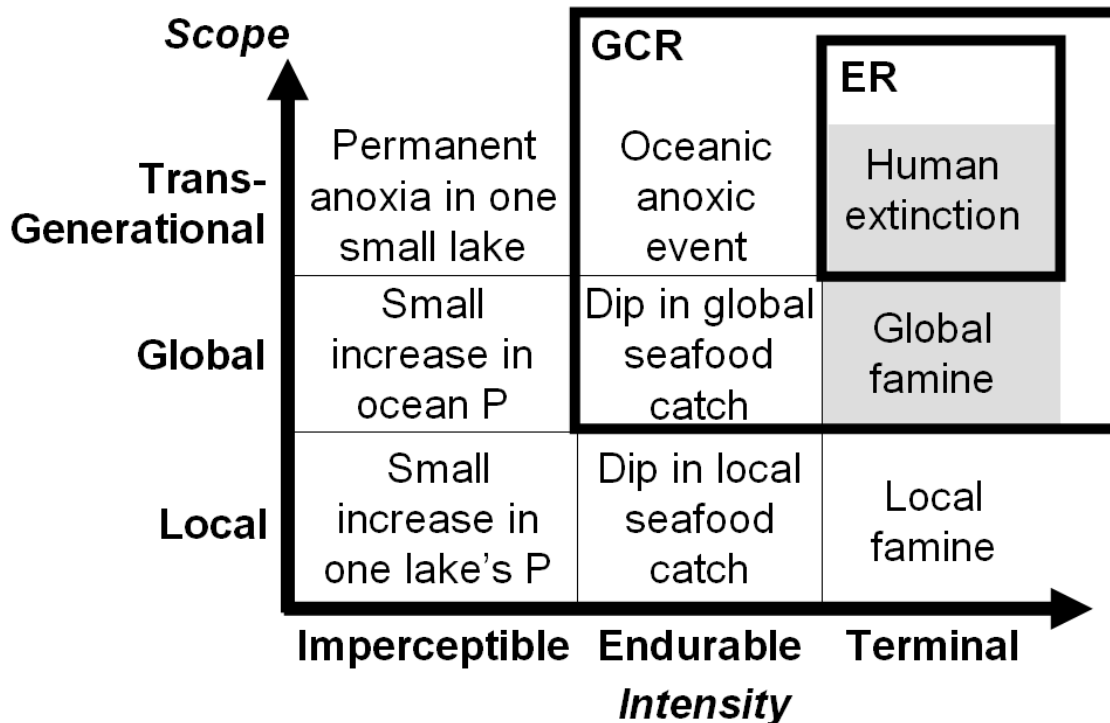 Scope
GCR
ER
Trans-
Generational
Permanent
anoxia in one
small lake
Oceanic
anoxic
event
Human
extinction
Global
Small
increase in
ocean P
Dip in global
seafood
catch
Global
famine
Local
Small
increase in
one lake’s P
Dip in local
seafood
catch
Local
famine
Imperceptible
Endurable
Terminal
Intensity